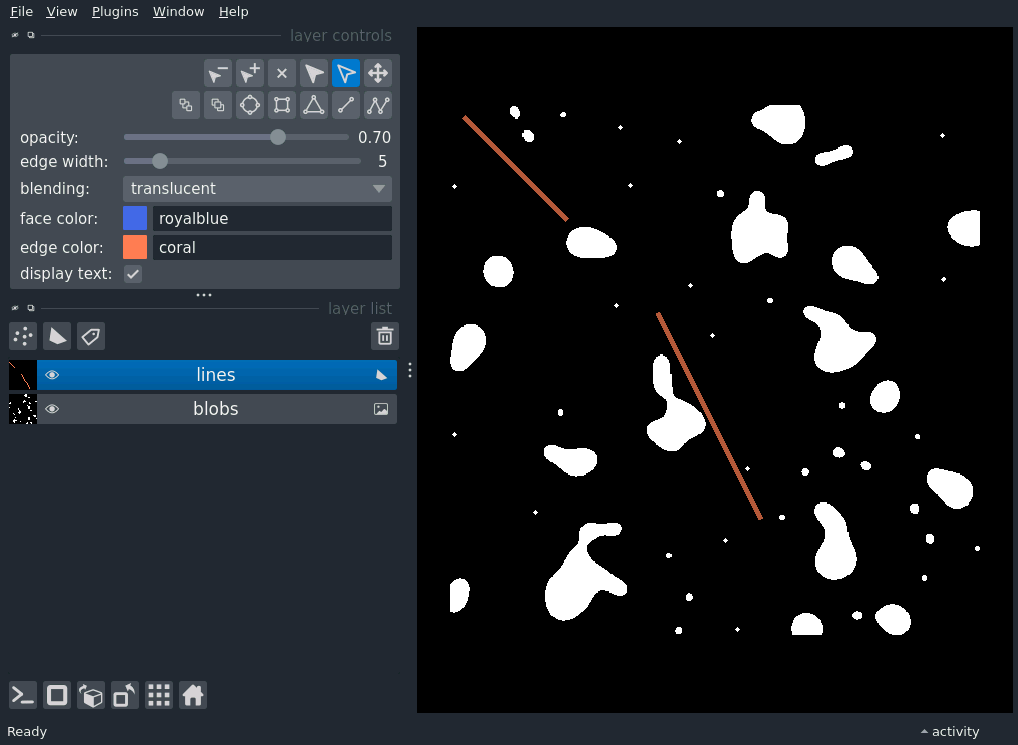 File View Plugins Window Help
layer controls
opacity: 0.70
edge width: 5
blending: translucent
face color: royalblue
edge color: coral
display text:
layer list
lines
blobs
Ready activity